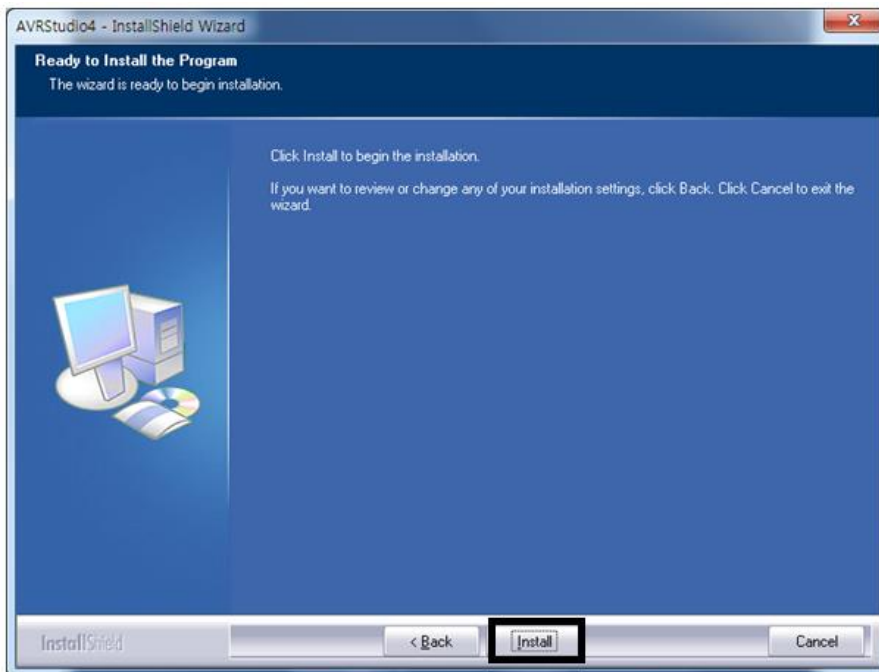 AVRStudio4 - InstallShield Wizard
Ready to Install the Program
The wizard is ready to begin installation.
Click Install to begin the installation.
If you want to review or change any of your installation settings, click Back. Click Cancel to exit the
wizard.
InstallShield
< Back
Install
Cancel